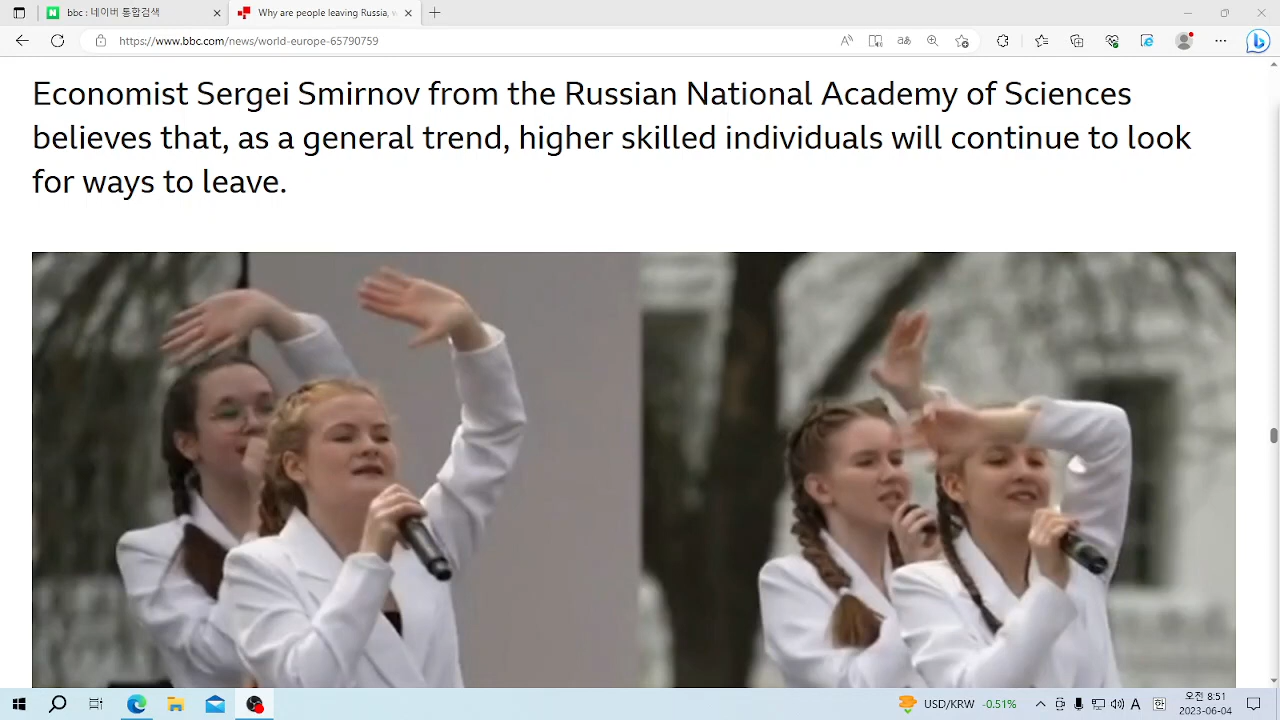 bbc : 네이버 통합검색
Why are people leaving Russia, w
https://www.bbc.com/news/world-europe-65790759
Economist Sergei Smirnov from the Russian National Academy of Sciences
believes that, as a general trend, higher skilled individuals will continue to look
for ways to leave.
USD/KRW -0.51%
A
오전 8:51
2023-06-04